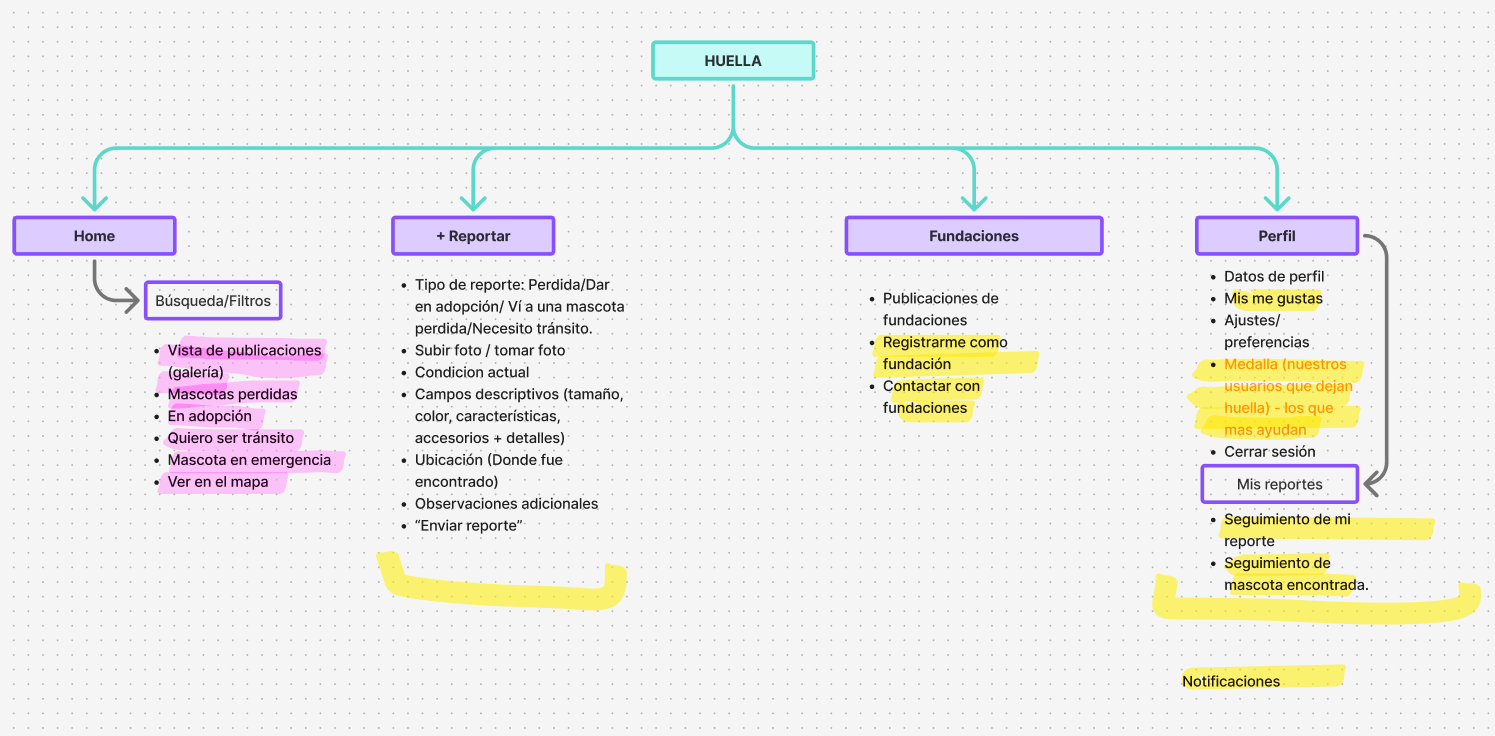 HUELLA
Home
Búsqueda/Filtros
• Vista de publicaciones
(galería)
• Mascotas perdidas
• En adopción
• Quiero ser tránsito
• Mascota en emergencia
• Ver en el mapa
+ Reportar
• Tipo de reporte: Perdida/Dar
en adopción/ Ví a una mascota
perdida/Necesito tránsito.
• Subir foto / tomar foto
• Condicion actual
• Campos descriptivos (tamaño,
color, características,
accesorios + detalles)
• Ubicación (Donde fue
encontrado)
• Observaciones adicionales
• “Enviar reporte”
Fundaciones
• Publicaciones de
fundaciones
• Registrarme como
fundación
• Contactar con
fundaciones
Perfil
• Datos de perfil
• Mis me gustas
• Ajustes/
preferencias
• Medalla (nuestros
usuarios que dejan
huella) - los que
mas ayudan
• Cerrar sesión
Mis reportes
• Seguimiento de mi
reporte
• Seguimiento de
mascota encontrada.
Notificaciones